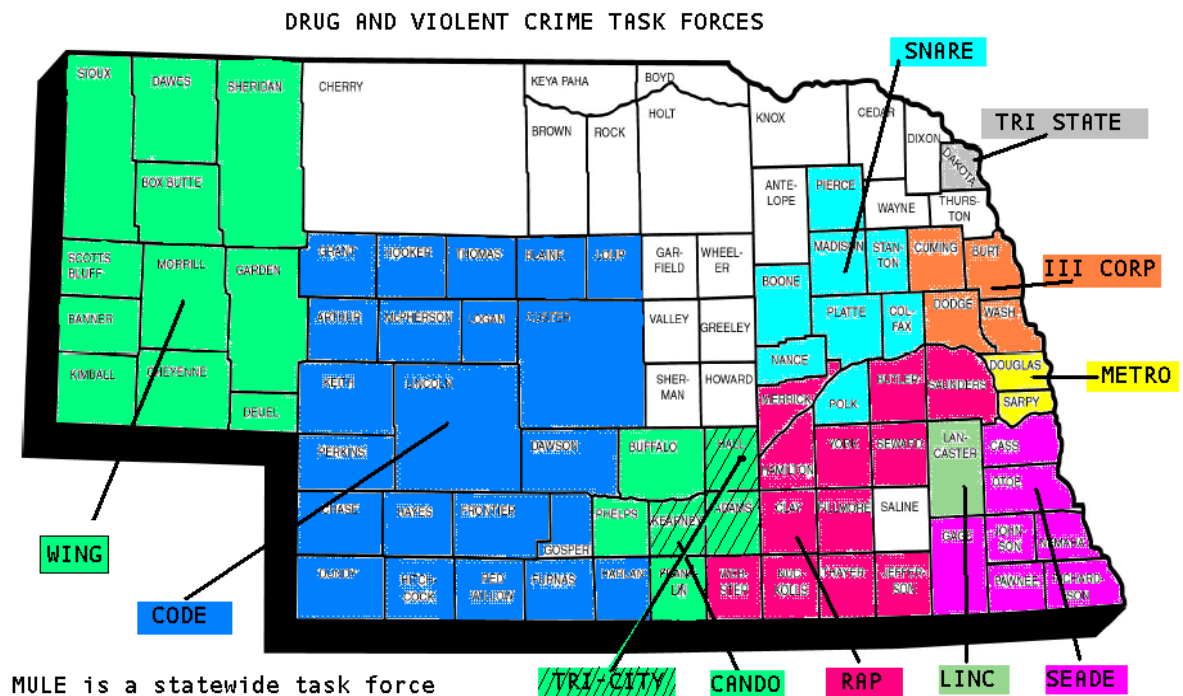 DRUG AND VIOLENT CRIME TASK FORCES
SNARE
SIOUX
DAWES
SHERIDAN
CHERRY
KEYA PAHA
BOYD
HOLT
BROWN
ROCK
KNOX
CEDAR
DIXON
DAKOTA
TRI STATE
BOX BUTTE
ANTE-
LOPE
PIERCE
WAYNE
THURS-
TON
SCOTTS
BLUFF
MORRILL
GARDEN
GRANT
HOOKER
THOMAS
BLAINE
LOUP
GAR-
FIELD
WHEEL-
ER
BOONE
MADISON
STAN-
TON
CUMING
BURT
III CORP
BANNER
ARTHUR
McPHERSON
LOGAN
CUSTER
VALLEY
GREELEY
PLATTE
COL-
FAX
DODGE
WASH.
KIMBALL
CHEYENNE
DEUEL
KEITH
LINCOLN
SHER-
MAN
HOWARD
NANCE
MERRICK
POLK
BUTLER
SAUNDERS
DOUGLAS
METRO
SARPY
PERKINS
DAWSON
BUFFALO
HALL
HAMILTON
YORK
SEWARD
LAN-
CASTER
CASS
OTOE
CHASE
HAYES
FRONTIER
GOSPER
PHELPS
KEARNEY
ADAMS
CLAY
FILLMORE
SALINE
GAGE
JOHN-
SON
NEMAHA
DUNDY
HITCH-
COCK
RED
WILLOW
FURNAS
HARLAN
FRANK-
LIN
WEB-
STER
NUC-
KOLLS
THAYER
JEFFER-
SON
PAWNEE
RICHARD-
SON
WING
CODE
MULE is a statewide task force
TRI-CITY
CANDO
RAP
LINC
SEADE